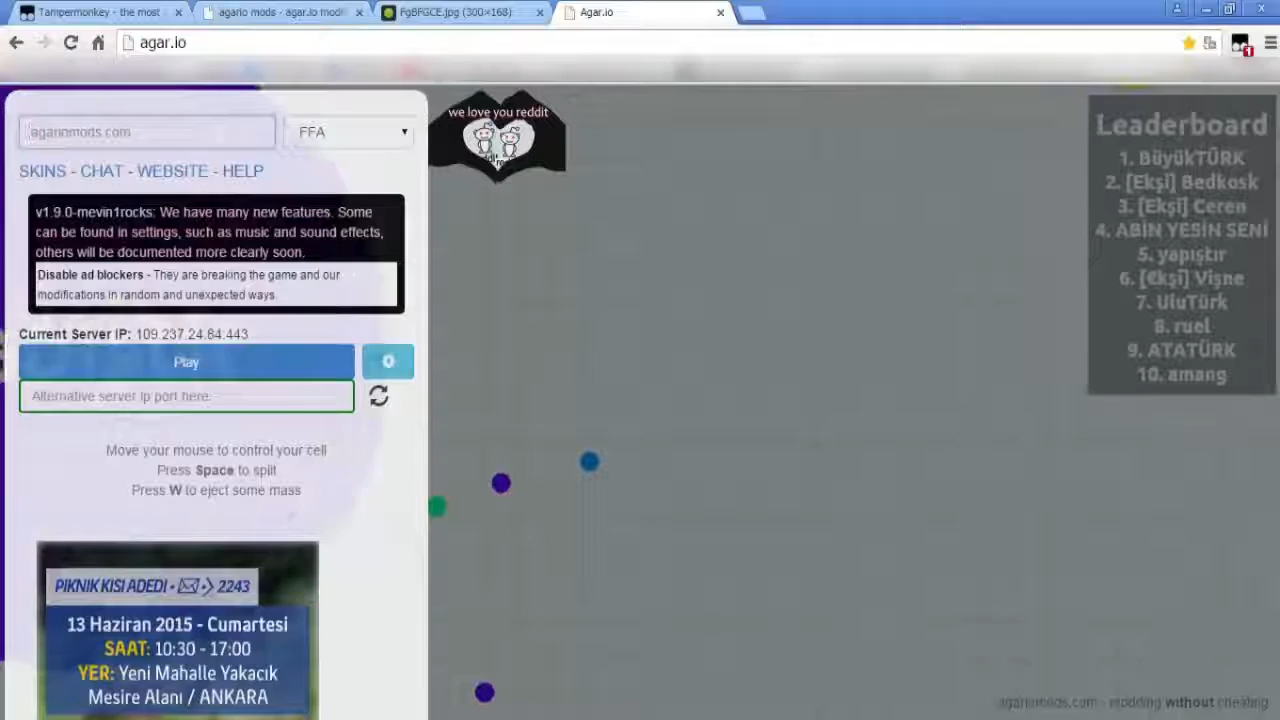 Tampermonkey - the most
agario mods - agar.io modi
FgBFGCE.jpg (300×168)
Agar.io
agar.io
1
agariomods.com
FFA
SKINS - CHAT - WEBSITE - HELP
v1.9.0-mevin1rocks: We have many new features. Some
can be found in settings, such as music and sound effects,
others will be documented more clearly soon.
Disable ad blockers - They are breaking the game and our
modifications in random and unexpected ways.
Current Server IP: 109.237.24.84:443
Play
Alternative server ip port here.
Move your mouse to control your cell
Press Space to split
Press W to eject some mass
PIKNIK KISI ADEDI • 2243
13 Haziran 2015 - Cumartesi
SAAT: 10:30 - 17:00
YER: Yeni Mahalle Yakacık
Mesire Alanı / ANKARA
we love you reddit
Leaderboard
1. BüyükTÜRK
2. [Ekşi] Bedkosk
3. [Ekşi] Ceren
4. ABİN YESİN SENİ
5. yapıştır
6. [€kşi] Vişne
7. UluTürk
8. ruel
9. ATATÜRK
10. amang
agariomods.com - modding without cheating